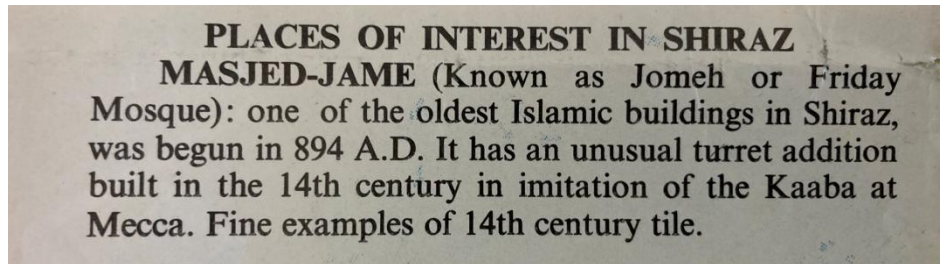 PLACES OF INTEREST IN SHIRAZ
MASJED-JAME (Known as Jomeh or Friday
Mosque): one of the oldest Islamic buildings in Shiraz,
was begun in 894 A.D. It has an unusual turret addition
built in the 14th century in imitation of the Kaaba at
Mecca. Fine examples of 14th century tile.